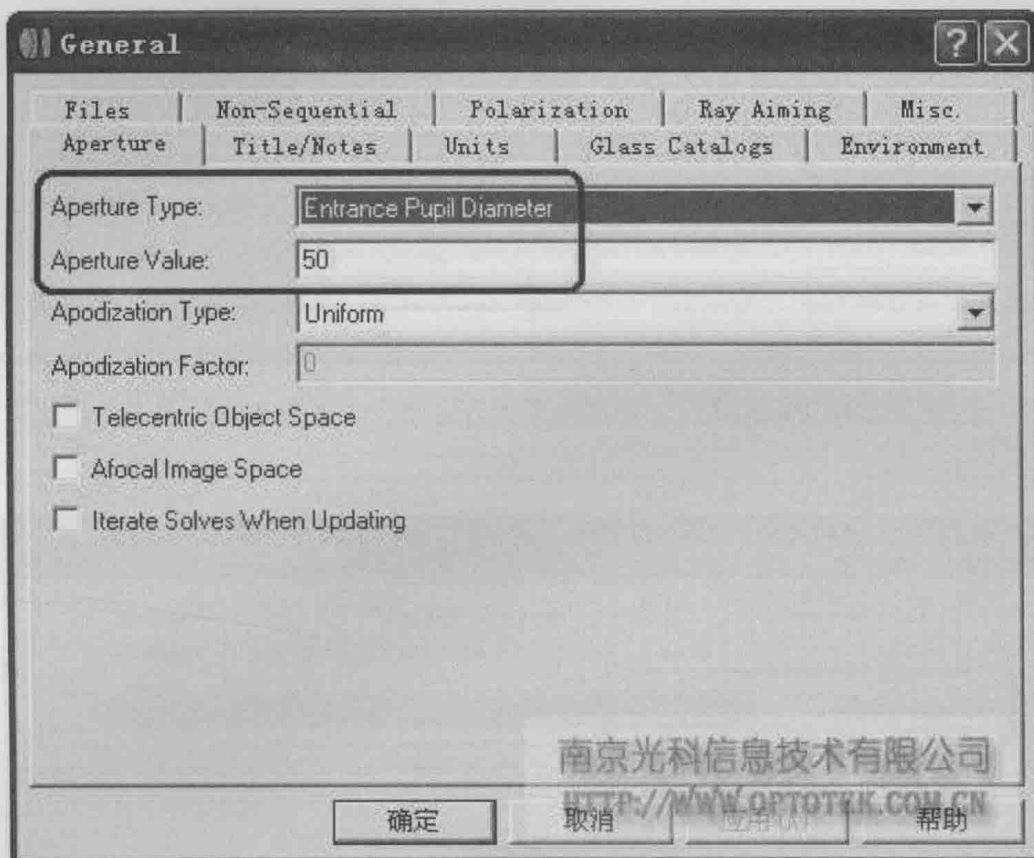 General
Files Non-Sequential Polarization Ray Aiming Misc.
Aperture Title/Notes Units Glass Catalogs Environment
Aperture Type: Entrance Pupil Diameter
Aperture Value: 50
Apodization Type: Uniform
Apodization Factor: 0
Telecentric Object Space
Afocal Image Space
Iterate Solves When Updating
南京光科信息技术有限公司
HTTP://WWW.OPTOTEK.COM.CN
确定 取消 应用(A) 帮助